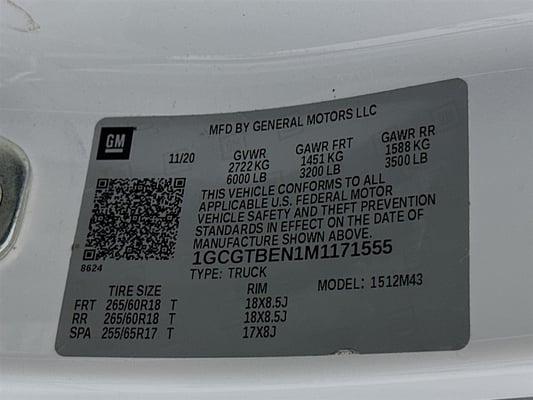 GM
MFD BY GENERAL MOTORS LLC
11/20 GVWR GAWR FRT GAWR RR
2722 KG 1451 KG 1588 KG
6000 LB 3200 LB 3500 LB
THIS VEHICLE CONFORMS TO ALL
APPLICABLE U.S. FEDERAL MOTOR
VEHICLE SAFETY AND THEFT PREVENTION
STANDARDS IN EFFECT ON THE DATE OF
MANUFACTURE SHOWN ABOVE.
8624 1GCGTBEN1M1171555
TYPE: TRUCK MODEL: 1512M43
TIRE SIZE RIM
FRT 265/60R18 T 18X8.5J
RR 265/60R18 T 18X8.5J
SPA 255/65R17 T 17X8J